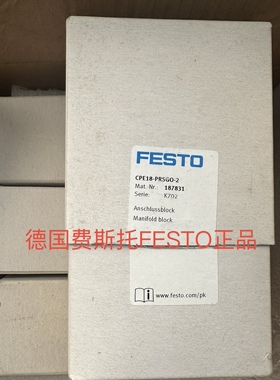 FESTO
CPE18-PRSGO-2
Mat.-Nr.: 187831
Serie: K702
Anschlussblock
Manifold block
德国费斯托FESTO正品
www.festo.com/pk